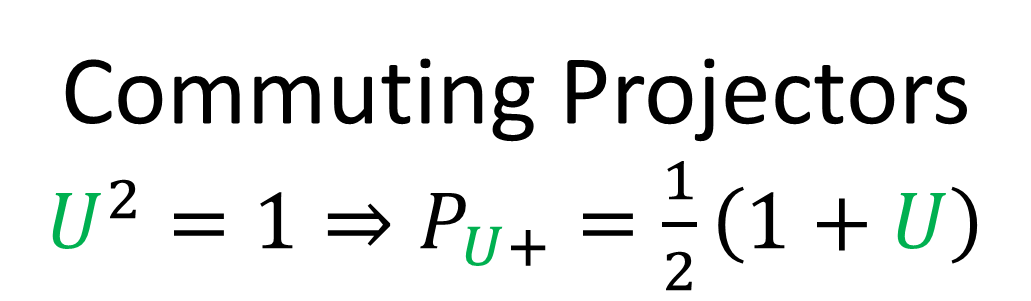 Commuting Projectors
𝑈² = 1 ⇒ 𝑃_{𝑈+} = ½(1 + 𝑈)